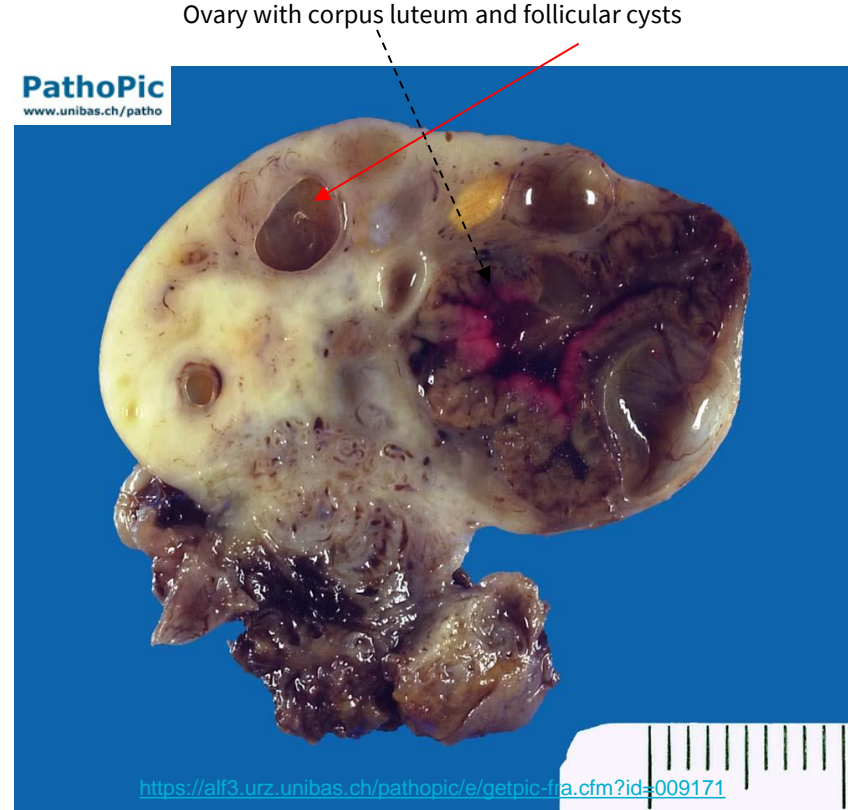 Ovary with corpus luteum and follicular cysts
PathoPic
www.unibas.ch/patho
https://alf3.urz.unibas.ch/pathopic/e/getpic-fra.cfm?id=009171